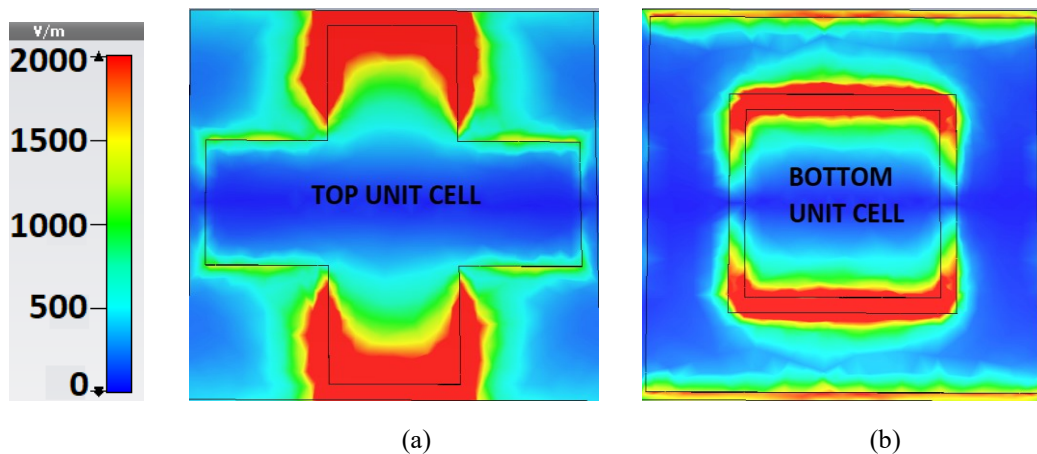 V/m
2000
1500
1000
500
0
TOP UNIT CELL
BOTTOM
UNIT CELL
(a)
(b)